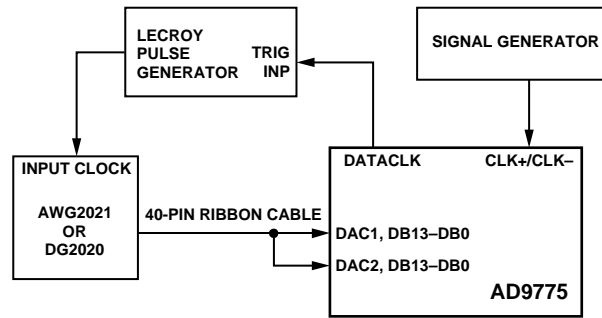 LECROY
PULSE
GENERATOR
TRIG
INP
SIGNAL GENERATOR
INPUT CLOCK
AWG2021
OR
DG2020
40-PIN RIBBON CABLE
DATACLK
CLK+/CLK–
DAC1, DB13–DB0
DAC2, DB13–DB0
AD9775